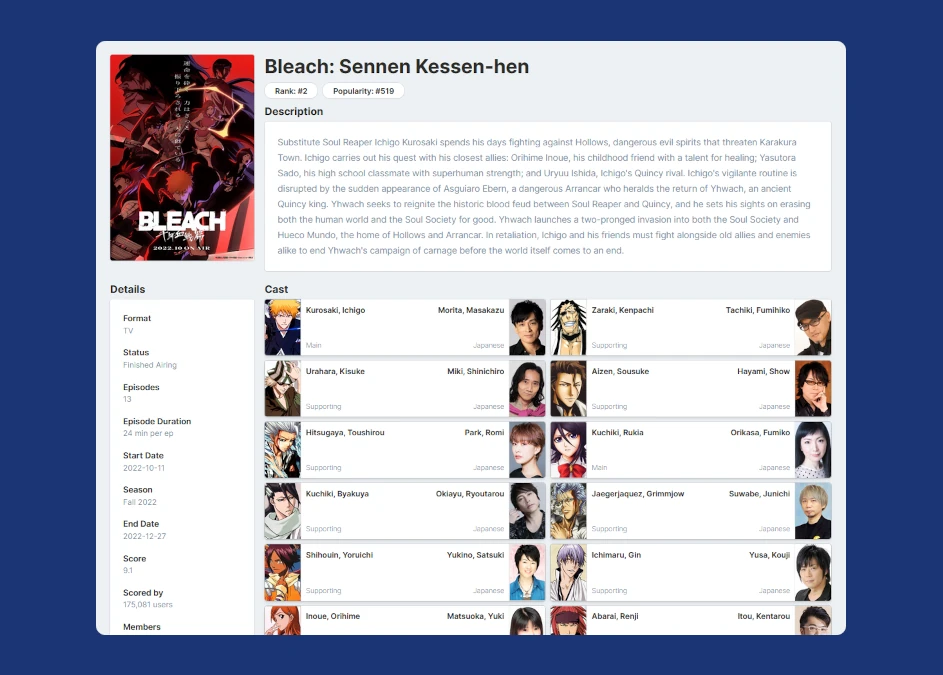 Bleach: Sennen Kessen-hen
Rank: #2
Popularity: #519
Description
Substitute Soul Reaper Ichigo Kurosaki spends his days fighting against Hollows, dangerous evil spirits that threaten Karakura
Town. Ichigo carries out his quest with his closest allies: Orihime Inoue, his childhood friend with a talent for healing; Yasutora
Sado, his high school classmate with superhuman strength; and Uryuu Ishida, Ichigo's Quincy rival. Ichigo's vigilante routine is
disrupted by the sudden appearance of Asguiaro Ebern, a dangerous Arrancar who heralds the return of Yhwach, an ancient
Quincy king. Yhwach seeks to reignite the historic blood feud between Soul Reaper and Quincy, and he sets his sights on erasing
both the human world and the Soul Society for good. Yhwach launches a two-pronged invasion into both the Soul Society and
Hueco Mundo, the home of Hollows and Arrancar. In retaliation, Ichigo and his friends must fight alongside old allies and enemies
alike to end Yhwach's campaign of carnage before the world itself comes to an end.
BLEACH
2022.10 ON AIR
Details
Format
TV
Status
Finished Airing
Episodes
13
Episode Duration
24 min per ep
Start Date
2022-10-11
Season
Fall 2022
End Date
2022-12-27
Score
9.1
Scored by
175,081 users
Members
Cast
Kurosaki, Ichigo
Morita, Masakazu
Main
Japanese
Zaraki, Kenpachi
Tachiki, Fumihiko
Supporting
Japanese
Urahara, Kisuke
Miki, Shinichiro
Supporting
Japanese
Aizen, Sousuke
Hayami, Show
Supporting
Japanese
Hitsugaya, Toushirou
Park, Romi
Supporting
Japanese
Kuchiki, Rukia
Orikasa, Fumiko
Main
Japanese
Kuchiki, Byakuya
Okiayu, Ryoutarou
Supporting
Japanese
Jaegerjaquez, Grimmjow
Suwabe, Junichi
Supporting
Japanese
Shihouin, Yoruichi
Yukino, Satsuki
Supporting
Japanese
Ichimaru, Gin
Yusa, Kouji
Supporting
Japanese
Inoue, Orihime
Matsuoka, Yuki
Abarai, Renji
Itou, Kentarou